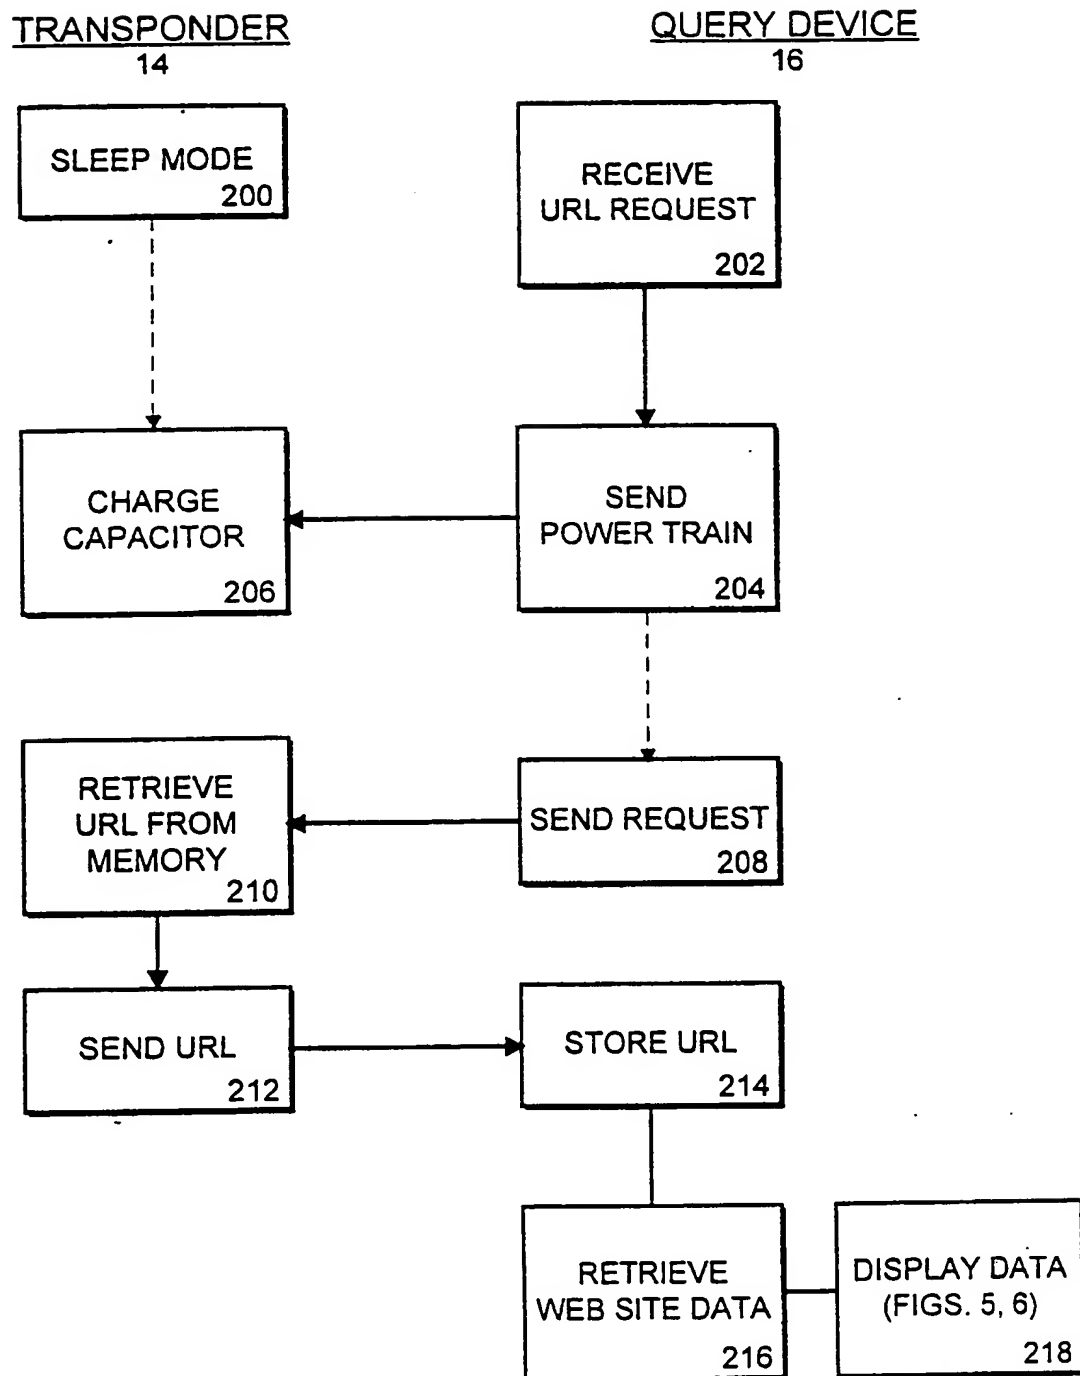 TRANSPONDER
14
QUERY DEVICE
16
SLEEP MODE
200
RECEIVE
URL REQUEST
202
CHARGE
CAPACITOR
206
SEND
POWER TRAIN
204
RETRIEVE
URL FROM
MEMORY
210
SEND REQUEST
208
SEND URL
212
STORE URL
214
RETRIEVE
WEB SITE DATA
216
DISPLAY DATA
(FIGS. 5, 6)
218